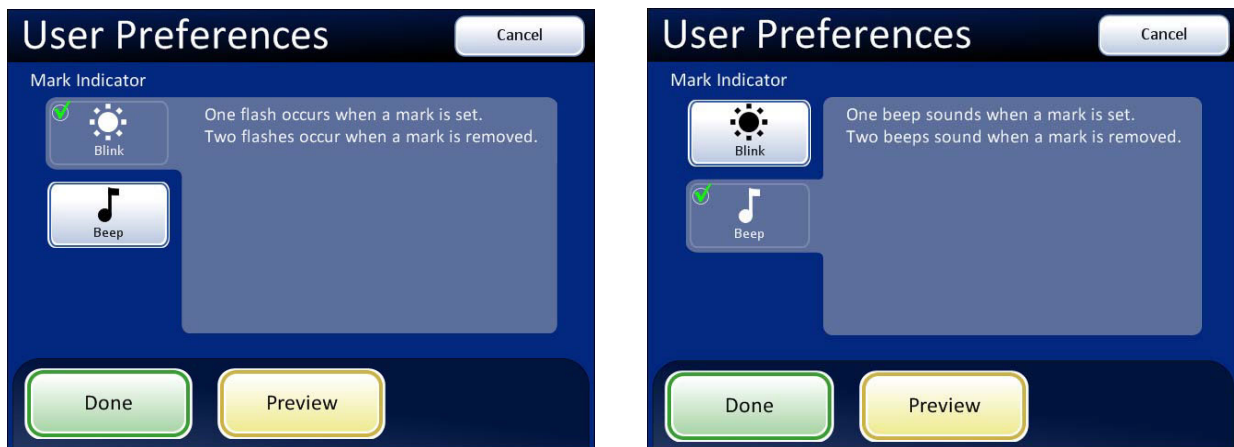 User Preferences
Cancel
Mark Indicator
Blink
One flash occurs when a mark is set.
Two flashes occur when a mark is removed.
Beep
Done
Preview
User Preferences
Cancel
Mark Indicator
Blink
One beep sounds when a mark is set.
Two beeps sound when a mark is removed.
Beep
Done
Preview